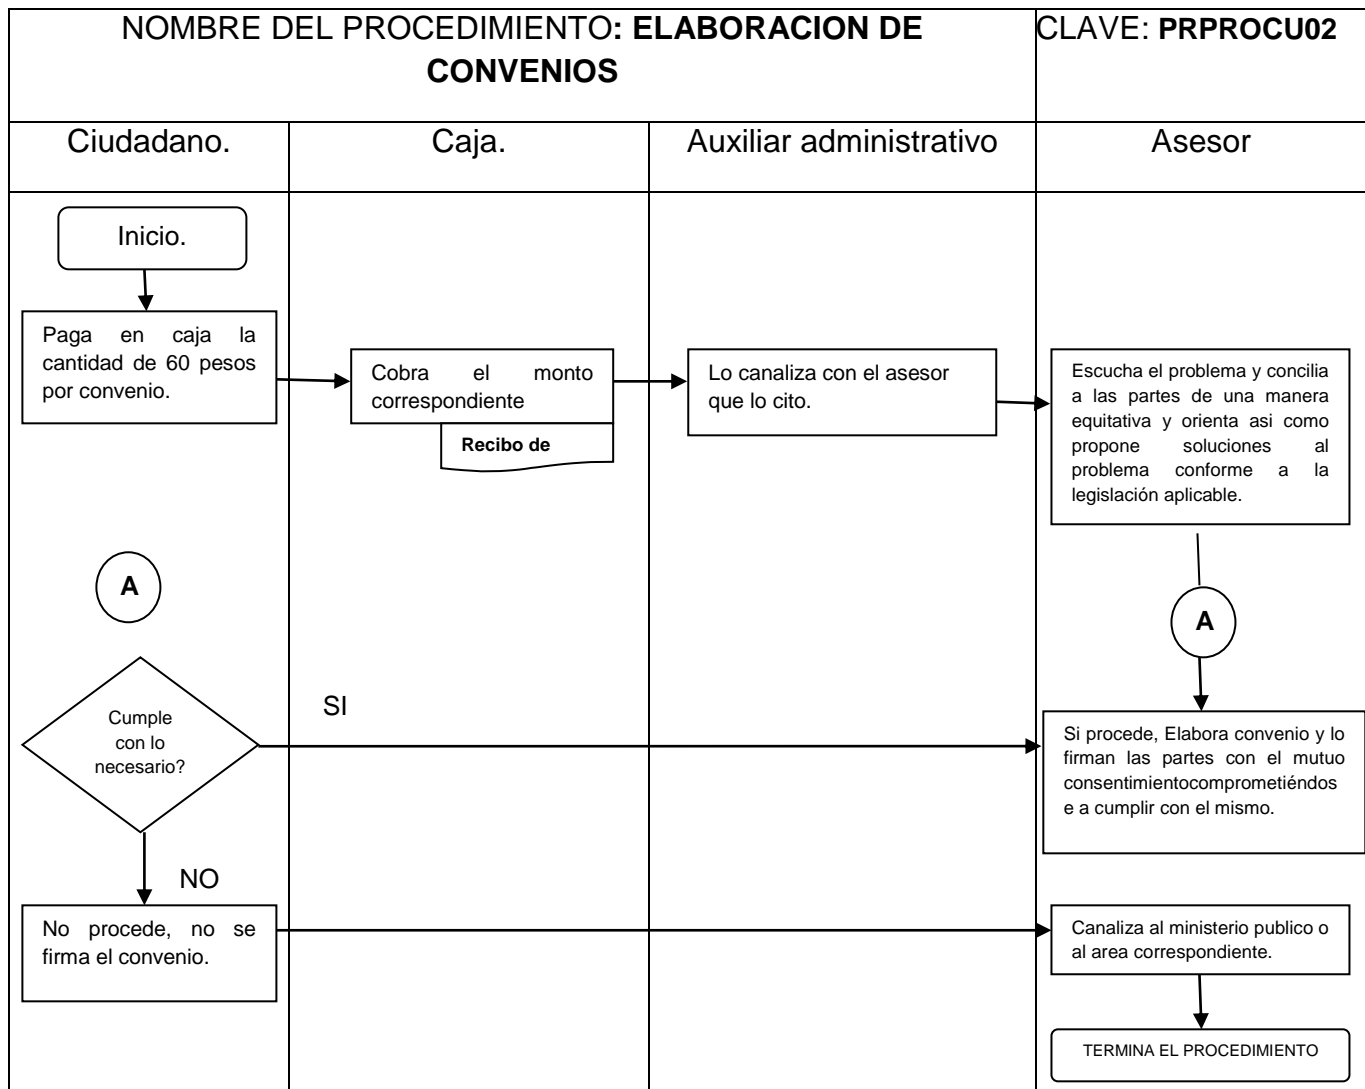 NOMBRE DEL PROCEDIMIENTO: ELABORACION DE
CONVENIOS
CLAVE: PRPROCU02
Ciudadano.
Caja.
Auxiliar administrativo
Asesor
Inicio.
Paga en caja la
cantidad de 60 pesos
por convenio.
Cobra el monto
correspondiente
Recibo de
Lo canaliza con el asesor
que lo cito.
Escucha el problema y concilia
a las partes de una manera
equitativa y orienta asi como
propone soluciones al
problema conforme a la
legislación aplicable.
A
A
Cumple
con lo
necesario?
SI
Si procede, Elabora convenio y lo
firman las partes con el mutuo
consentimientocomprometiéndos
e a cumplir con el mismo.
NO
No procede, no se
firma el convenio.
Canaliza al ministerio publico o
al area correspondiente.
TERMINA EL PROCEDIMIENTO